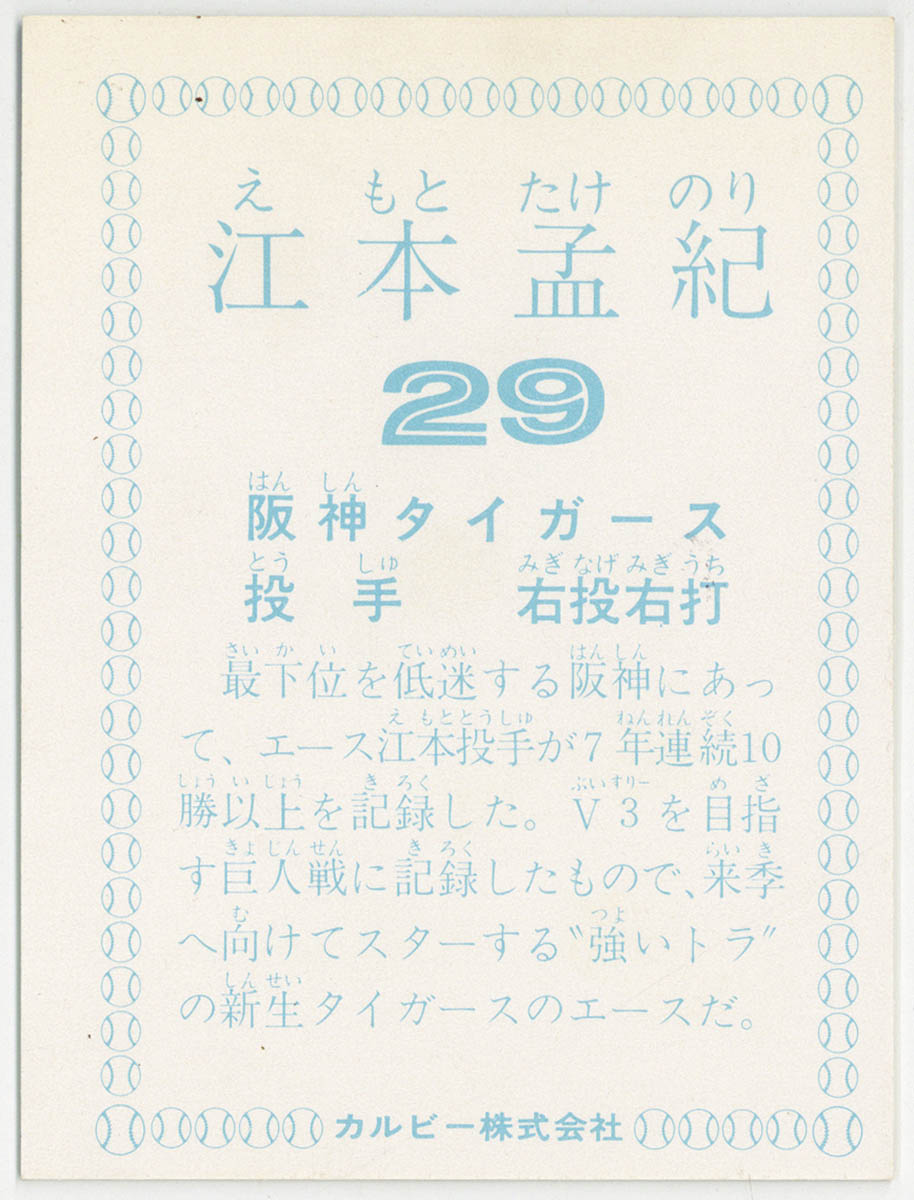 え もと たけ のり
江本孟紀
29
はん しん
阪神タイガース
とう しゅ みぎ なげ みぎ うち
投手 右投右打
さい か い てい めい はん しん
最下位を低迷する阪神にあっ
え もと とう しゅ ねん れん ぞく
て、エース江本投手が7年連続10
しょう い じょう き ろく ぶい すりー め ざ
勝以上を記録した。V3を目指
きょ じん せん き ろく らい き
す巨人戦に記録したもので、来季
む つよ
へ向けてスターする〝強いトラ〞
しん せい
の新生タイガースのエースだ。
カルビー株式会社